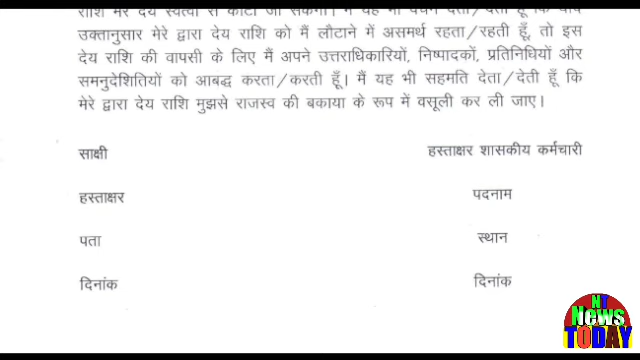 उक्तानुसार मेरे द्वारा देय राशि को मैं लौटाने में असमर्थ रहता/रहती हूँ, तो इस
देय राशि की वापसी के लिए मैं अपने उत्तराधिकारियों, निष्पादकों, प्रतिनिधियों और
समनुदेशितियों को आबद्ध करता/करती हूँ। मैं यह भी सहमति देता/देती हूँ कि
मेरे द्वारा देय राशि मुझसे राजस्व की बकाया के रूप में वसूली कर ली जाए।
साक्षी हस्ताक्षर शासकीय कर्मचारी
हस्ताक्षर पदनाम
पता स्थान
दिनांक दिनांक
NT
News
TODAY